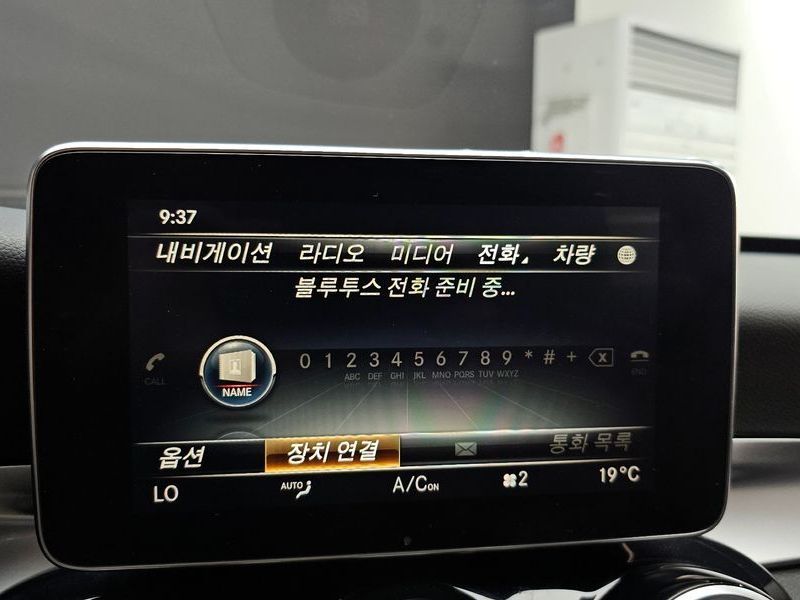 9:37
내비게이션 라디오 미디어 전화 차량
블루투스 전화 준비 중...
CALL 0 1 2 3 4 5 6 7 8 9 * # + X END
ABC DEF GHI JKL MNO PQRS TUV WXYZ
NAME
옵션 장치 연결 통화 목록
LO AUTO A/C ON 2 19°C